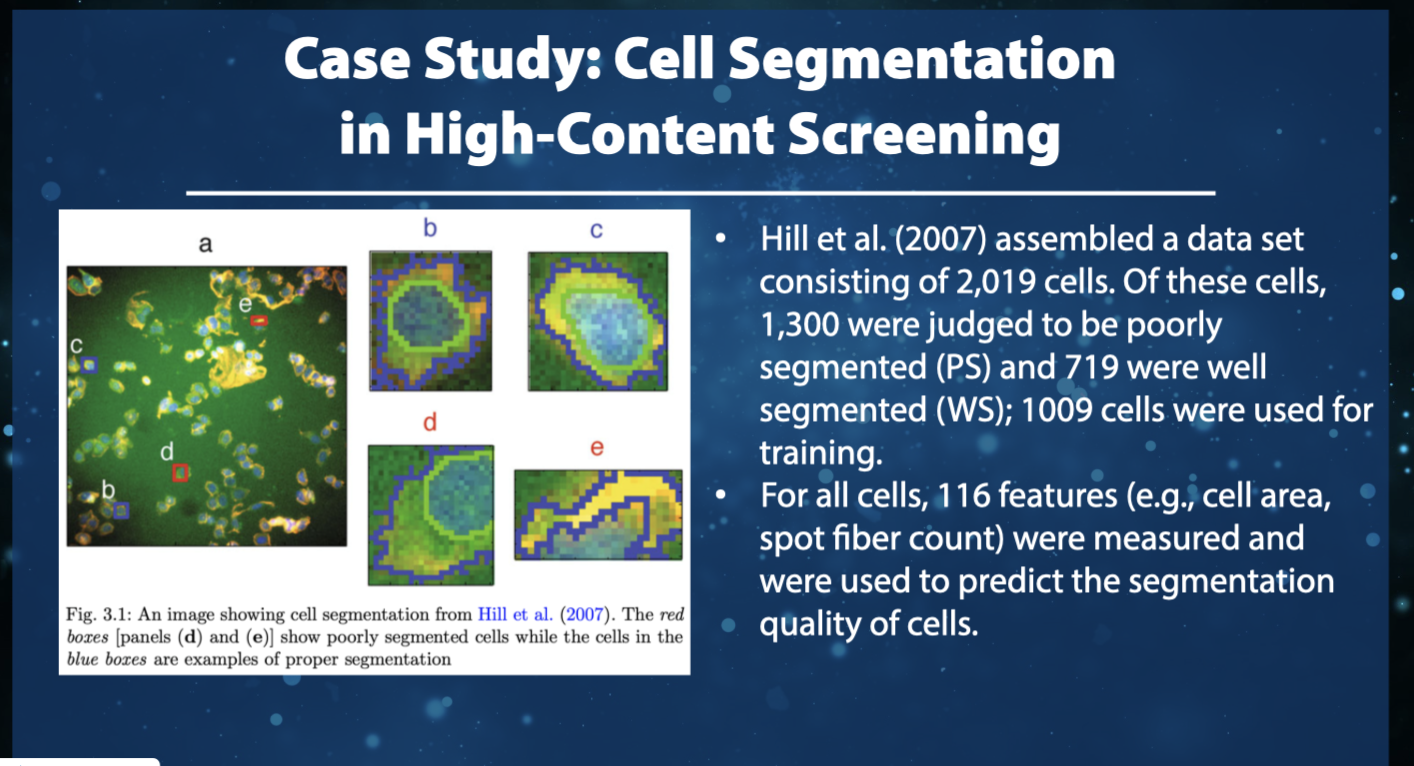 Case Study: Cell Segmentation
in High-Content Screening
a
b
c
d
e
e
c
d
b
Fig. 3.1: An image showing cell segmentation from Hill et al. (2007). The red
boxes [panels (d) and (e)] show poorly segmented cells while the cells in the
blue boxes are examples of proper segmentation
• Hill et al. (2007) assembled a data set
consisting of 2,019 cells. Of these cells,
1,300 were judged to be poorly
segmented (PS) and 719 were well
segmented (WS); 1009 cells were used for
training.
• For all cells, 116 features (e.g., cell area,
spot fiber count) were measured and
were used to predict the segmentation
quality of cells.